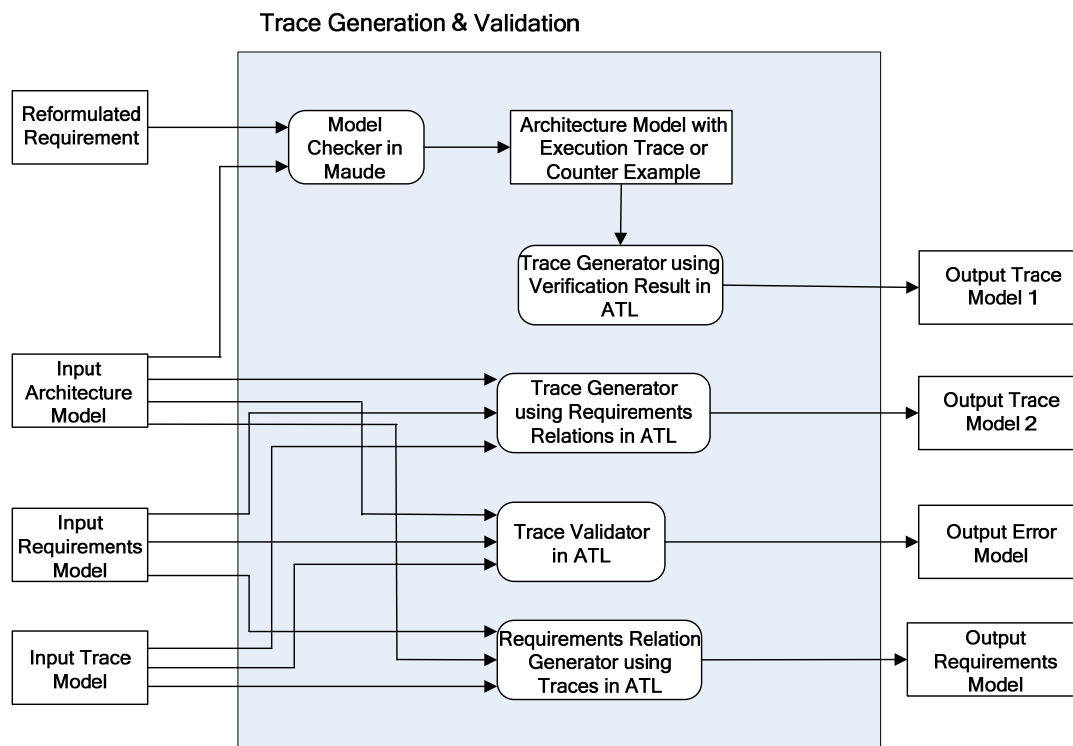 Trace Generation & Validation
Reformulated
Requirement
Model
Checker in
Maude
Architecture Model with
Execution Trace or
Counter Example
Trace Generator using
Verification Result in
ATL
Output Trace
Model 1
Input
Architecture
Model
Trace Generator
using Requirements
Relations in ATL
Output Trace
Model 2
Input
Requirements
Model
Trace Validator
in ATL
Output Error
Model
Input Trace
Model
Requirements Relation
Generator using
Traces in ATL
Output
Requirements
Model